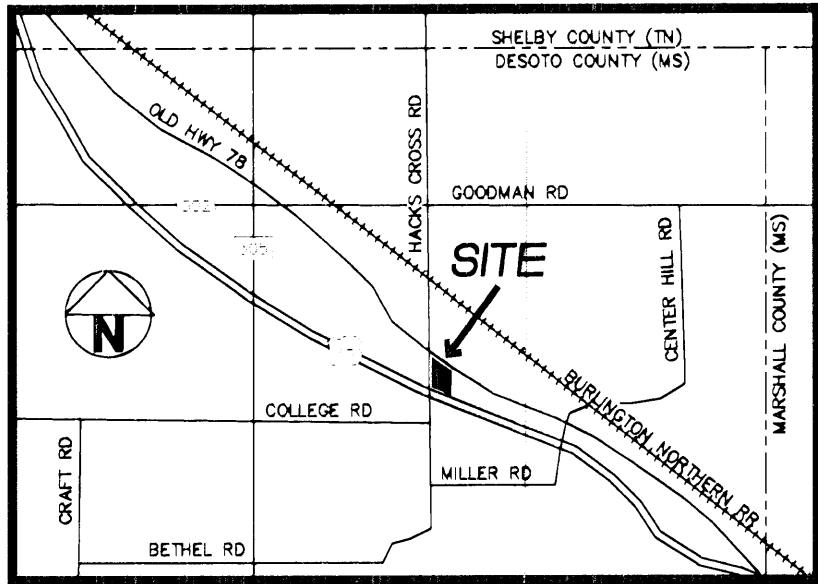 SHELBY COUNTY (TN)
DESOTO COUNTY (MS)
OLD HWY 78
HACKS CROSS RD
GOODMAN RD
302
305
SITE
CENTER HILL RD
MARSHALL COUNTY (MS)
N
BURLINGTON NORTHERN RR
COLLEGE RD
CRAFT RD
MILLER RD
BETHEL RD